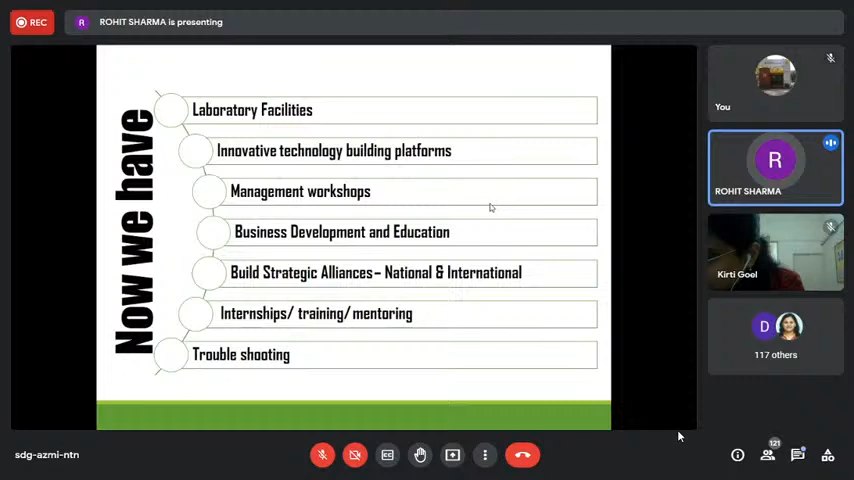 REC
R
ROHIT SHARMA is presenting
Now we have
Laboratory Facilities
Innovative technology building platforms
Management workshops
Business Development and Education
Build Strategic Alliances – National & International
Internships/ training/ mentoring
Trouble shooting
You
R
ROHIT SHARMA
Kirti Goel
D
117 others
sdg-azmi-ntn
CC
121